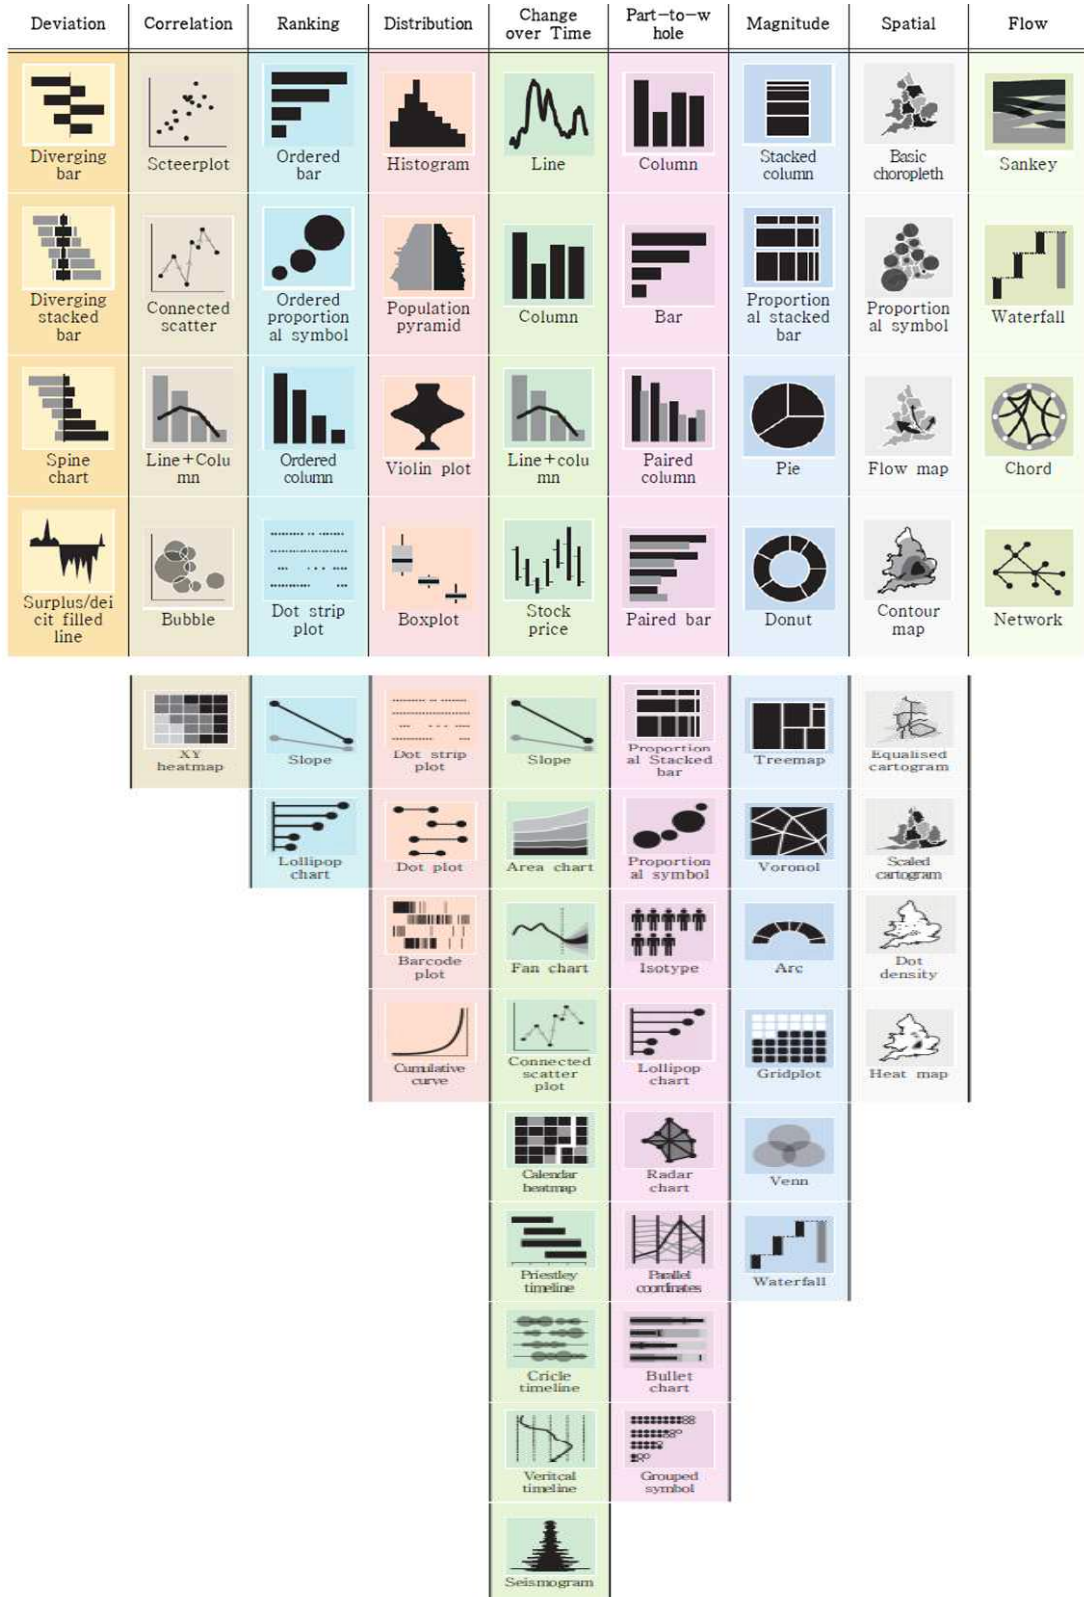 Deviation
Correlation
Ranking
Distribution
Change
over Time
Part-to-w
hole
Magnitude
Spatial
Flow
Diverging
bar
Scteerplot
Ordered
bar
Histogram
Line
Column
Stacked
column
Basic
choropleth
Sankey
Diverging
stacked
bar
Connected
scatter
Ordered
proportion
al symbol
Population
pyramid
Column
Bar
Proportion
al stacked
bar
Proportion
al symbol
Waterfall
Spine
chart
Line+Colu
mn
Ordered
column
Violin plot
Line+colu
mn
Paired
column
Pie
Flow map
Chord
Surplus/dei
cit filled
line
Bubble
Dot strip
plot
Boxplot
Stock
price
Paired bar
Donut
Contour
map
Network
XY
heatmap
Slope
Dot strip
plot
Slope
Proportion
al Stacked
bar
Treemap
Equalised
cartogram
Lollipop
chart
Dot plot
Area chart
Proportion
al symbol
Voronol
Scaled
cartogram
Barcode
plot
Fan chart
Isotype
Arc
Dot
density
Cumulative
curve
Connected
scatter
plot
Lollipop
chart
Gridplot
Heat map
Calendar
heatmap
Radar
chart
Venn
Priestley
timeline
Parallel
coordinates
Waterfall
Cricle
timeline
Bullet
chart
Veritcal
timeline
Grouped
symbol
Seismogram